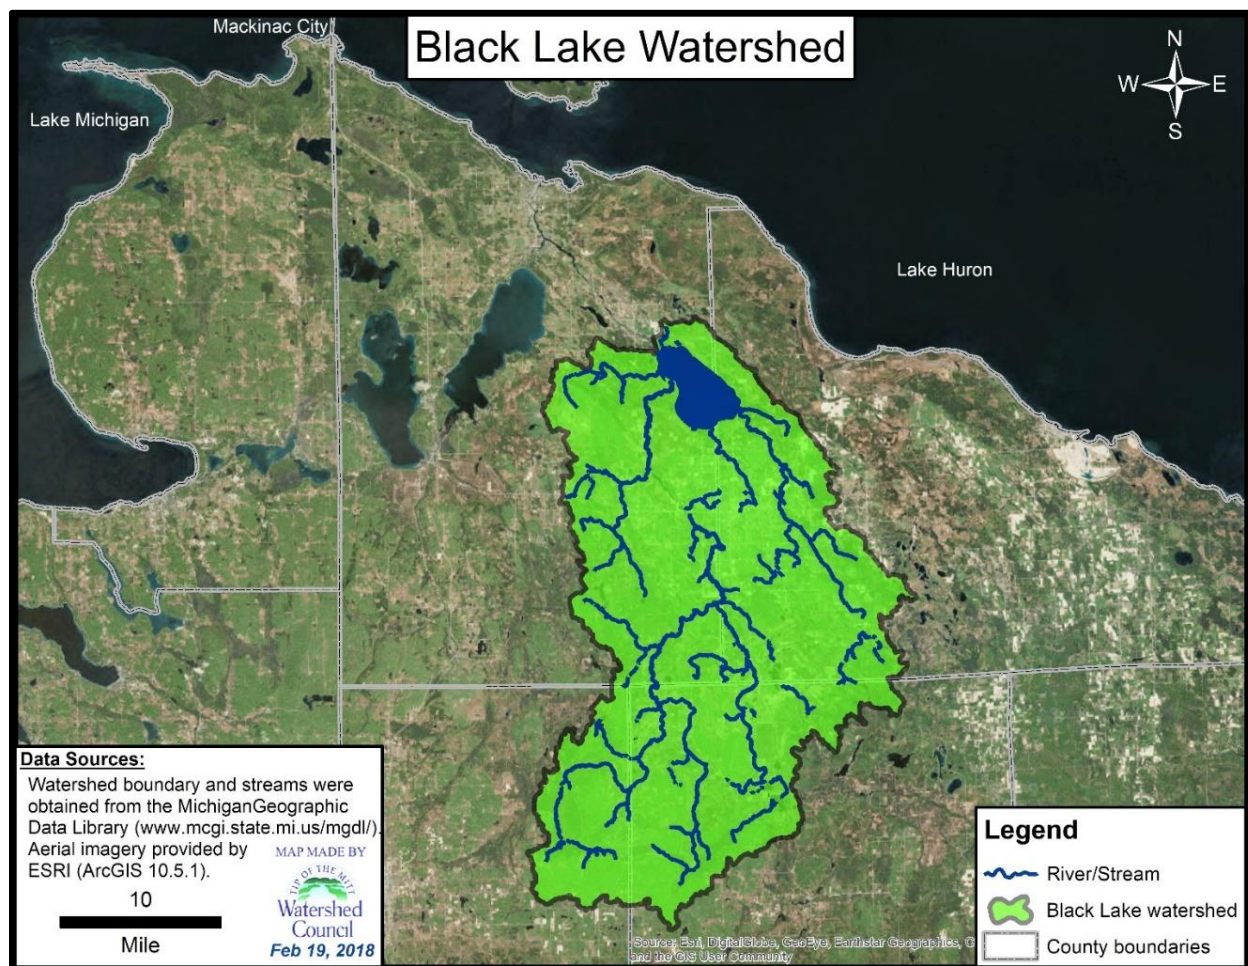 Mackinac City
Black Lake Watershed
N
W E
S
Lake Michigan
Lake Huron
Data Sources:
Watershed boundary and streams were
obtained from the MichiganGeographic
Data Library (www.mcgi.state.mi.us/mgdl/).
Aerial imagery provided by
ESRI (ArcGIS 10.5.1).
10
Mile
MAP MADE BY
TIP OF THE MITT
Watershed
Council
Feb 19, 2018
Source: Esri, DigitalGlobe, GeoEye, Earthstar Geographics, C
and the GIS User Community
Legend
River/Stream
Black Lake watershed
County boundaries